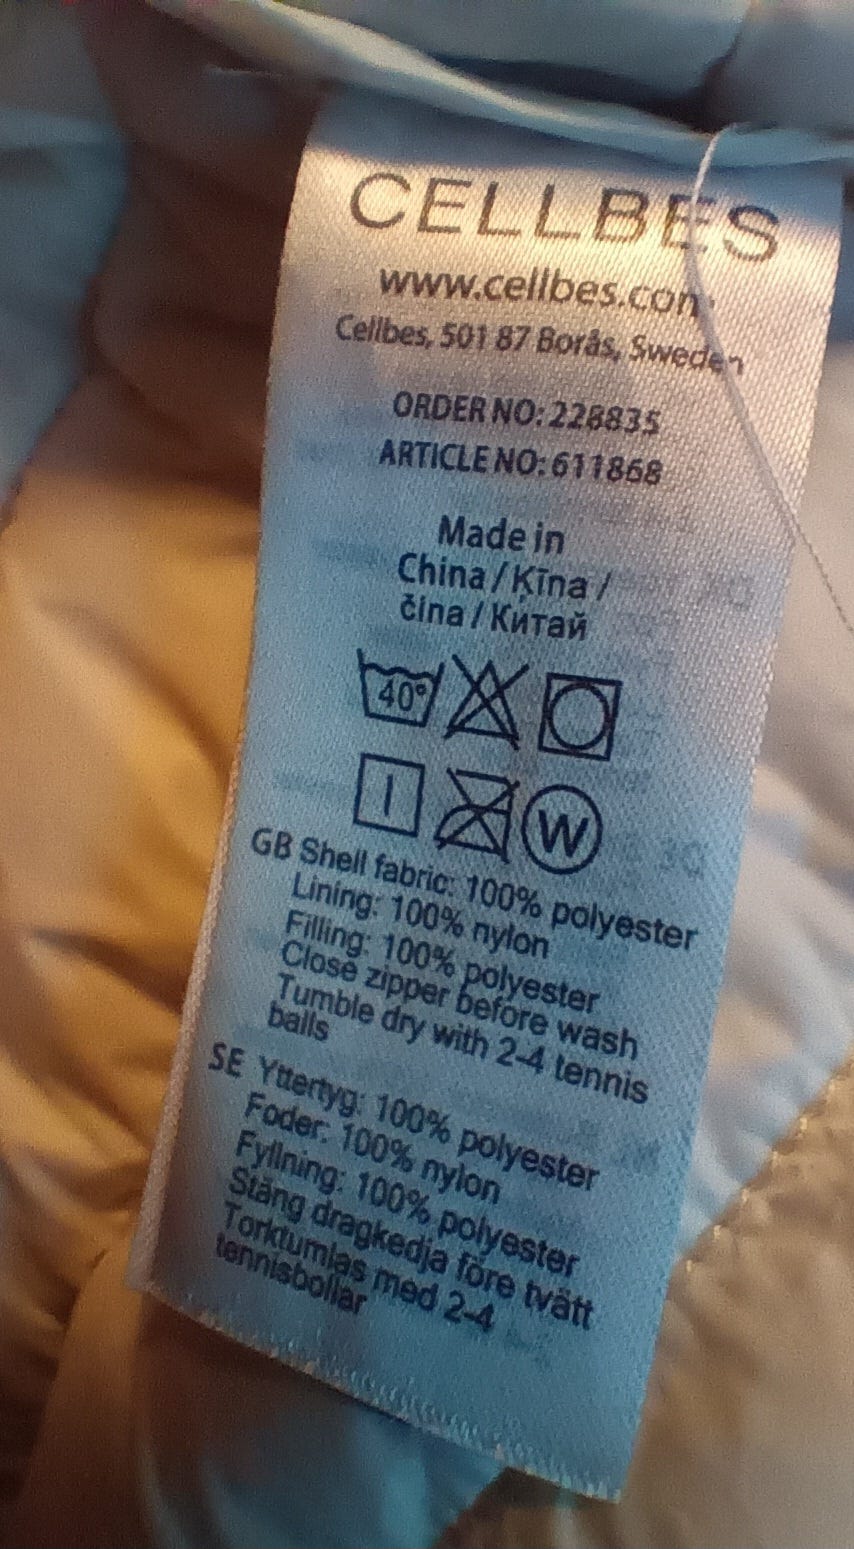 CELLBES
www.cellbes.com
Cellbes, 501 87 Borås, Sweden
ORDER NO: 228835
ARTICLE NO: 611868
Made in
China / Ķīna /
čína / Китай
40°
W
GB Shell fabric: 100% polyester
Lining: 100% nylon
Filling: 100% polyester
Close zipper before wash
Tumble dry with 2-4 tennis
balls
SE Yttertyg: 100% polyester
Foder: 100% nylon
Fyllning: 100% polyester
Stäng dragkedja före tvätt
Torktumlas med 2-4
tennisbollar